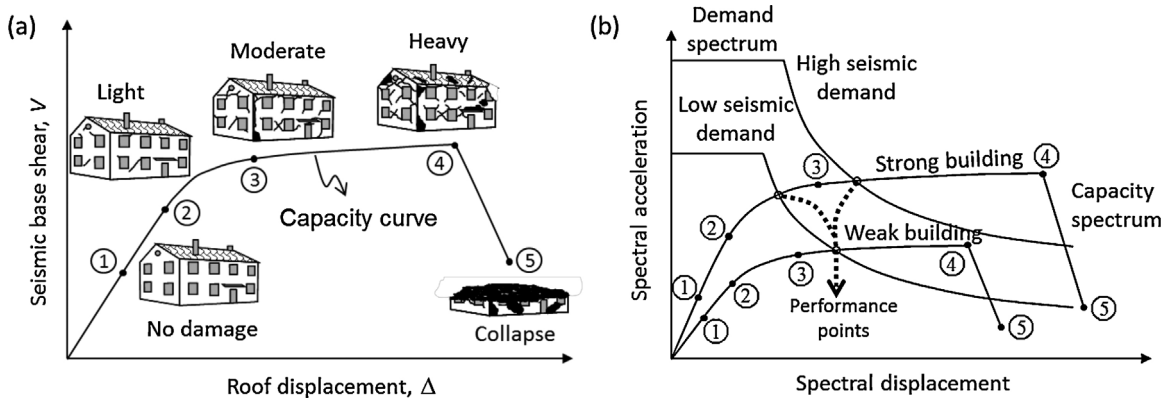 (a)
Seismic base shear, V
Light
Moderate
Heavy
①
②
③
④
⑤
Capacity curve
No damage
Collapse
Roof displacement, Δ
(b)
Spectral acceleration
Demand
spectrum
High seismic
demand
Low seismic
demand
③
Strong building
④
Capacity
spectrum
②
Weak building
③
④
①
②
①
Performance
points
⑤
⑤
Spectral displacement